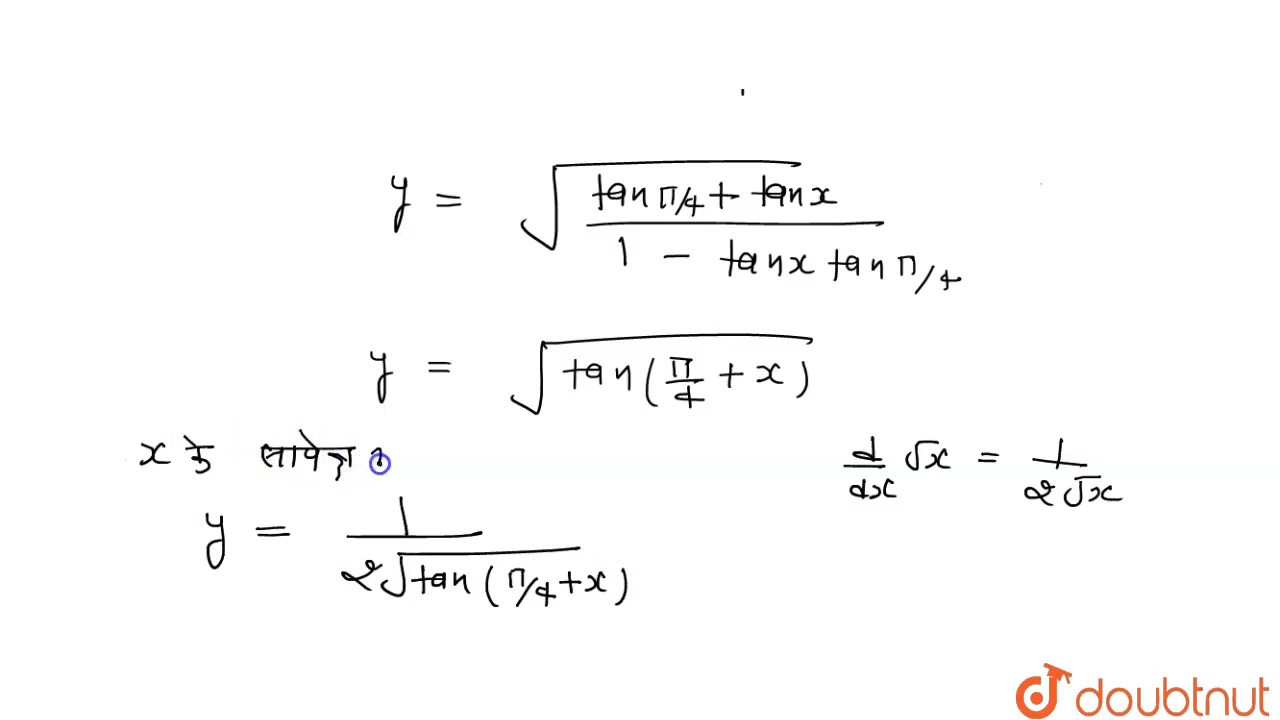 y = √(tan π/4 + tan x / 1 - tan x tan π/4)
y = √tan(π/4 + x)
x के सापेक्ष
d/dx √x = 1/2√x
y = 1/2√tan(π/4 + x)
doubtnut